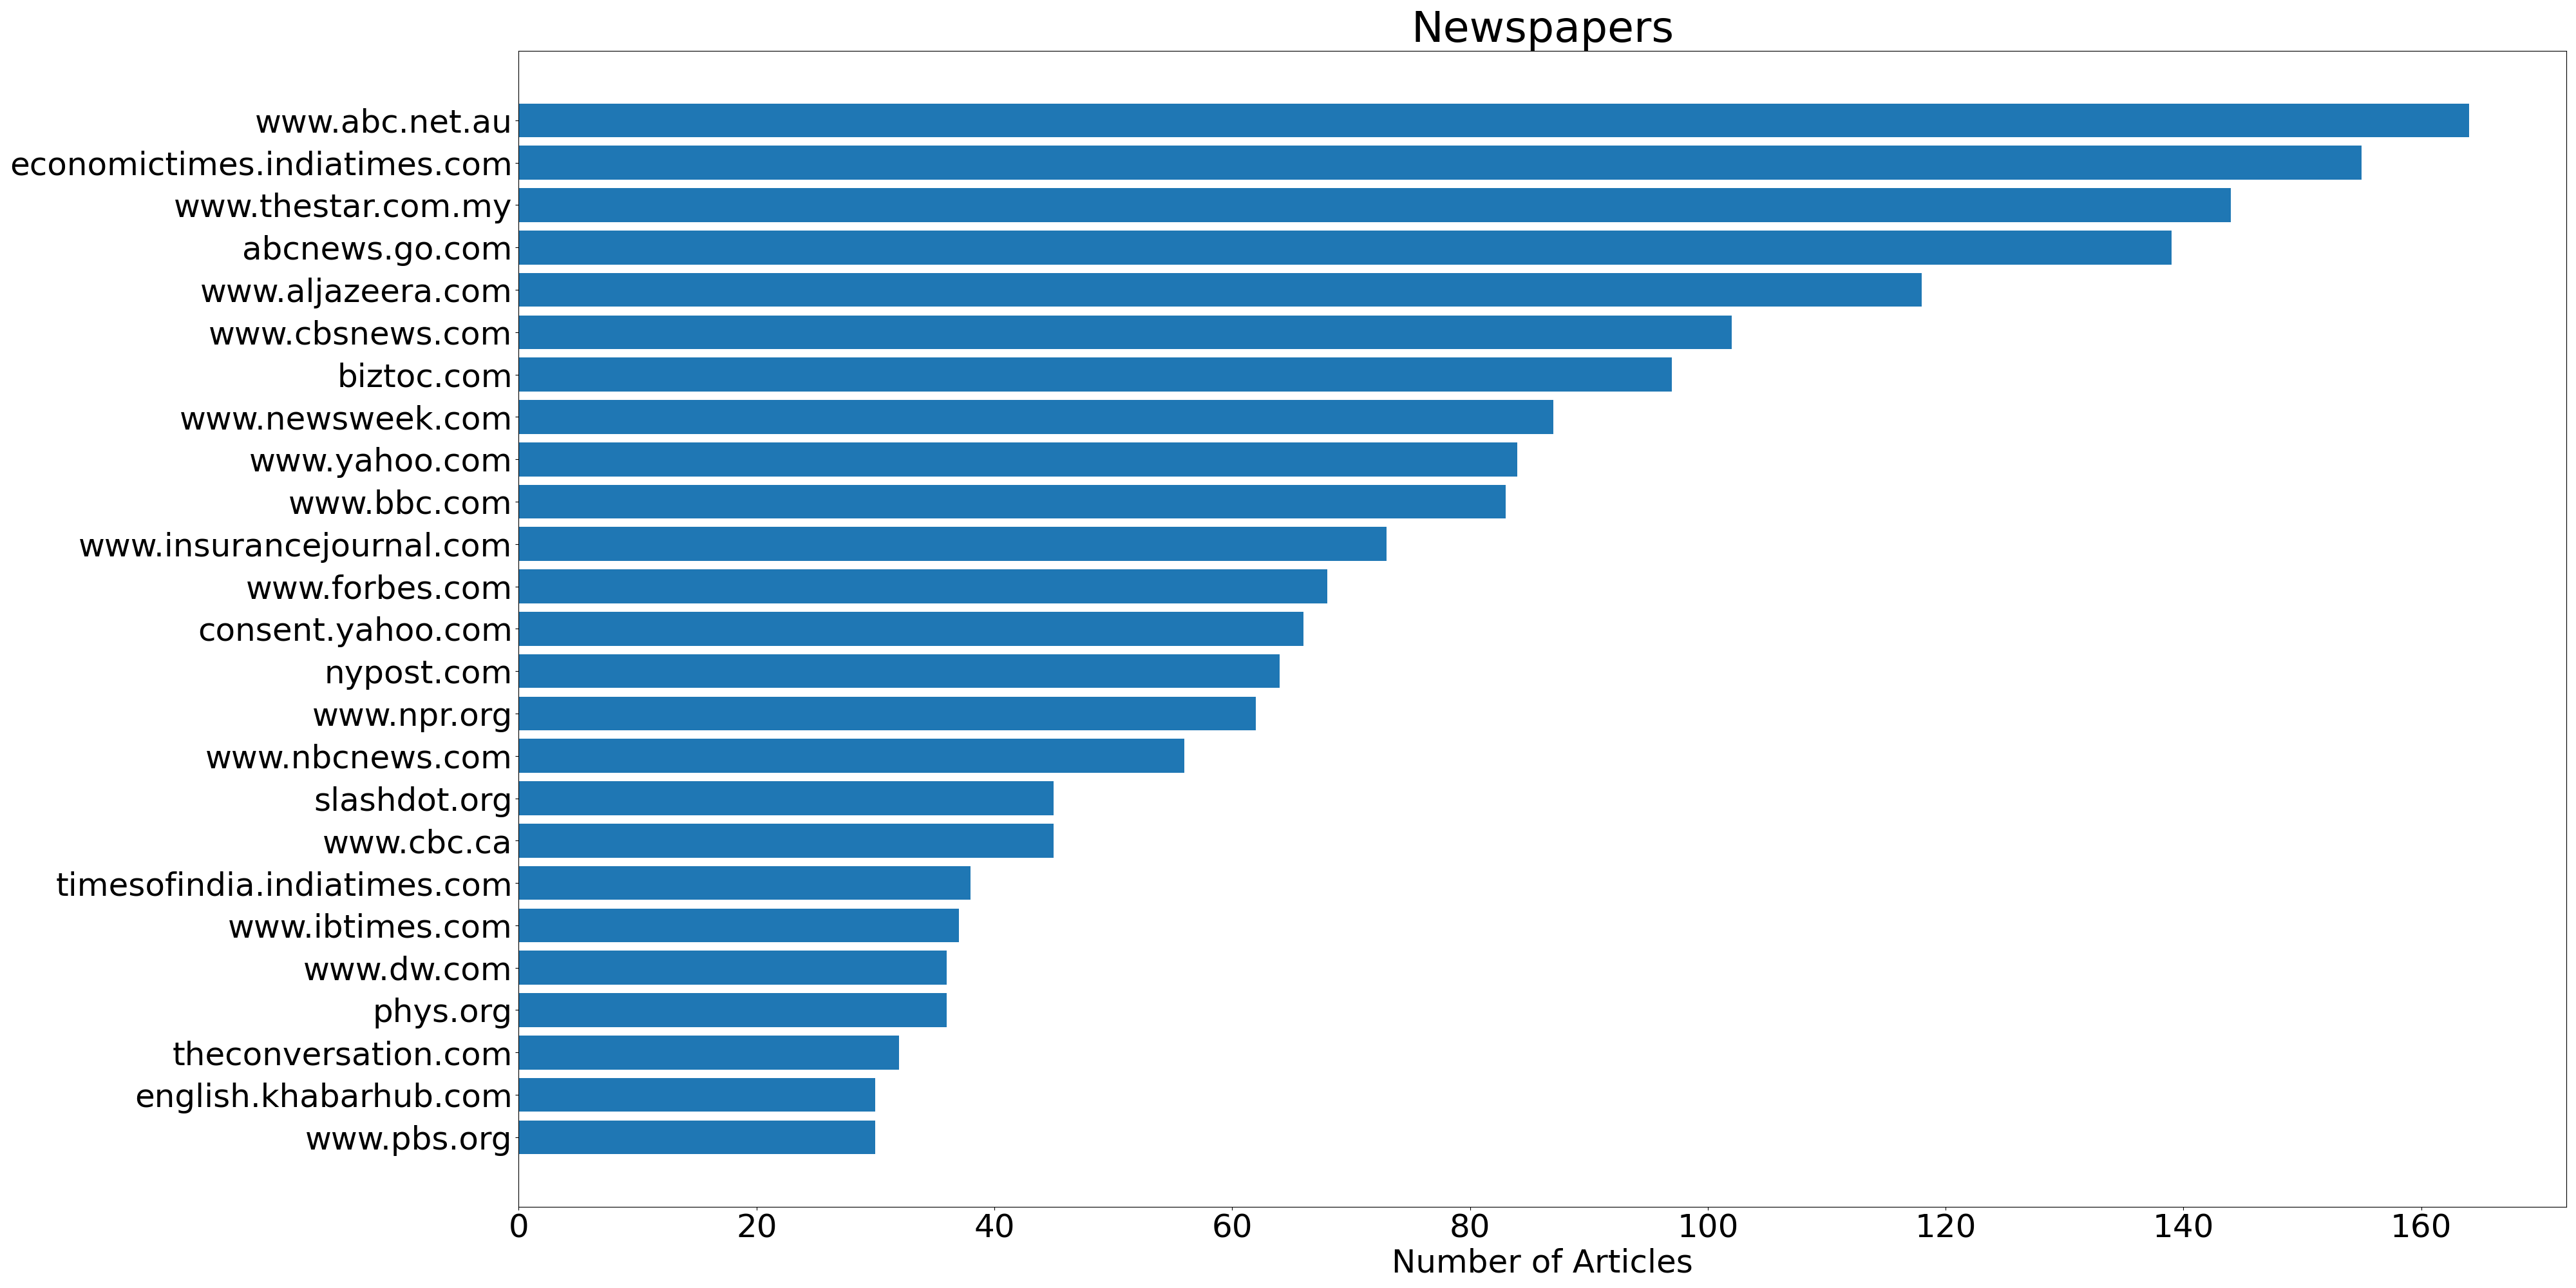 Newspapers
www.abc.net.au
economictimes.indiatimes.com
www.thestar.com.my
abcnews.go.com
www.aljazeera.com
www.cbsnews.com
biztoc.com
www.newsweek.com
www.yahoo.com
www.bbc.com
www.insurancejournal.com
www.forbes.com
consent.yahoo.com
nypost.com
www.npr.org
www.nbcnews.com
slashdot.org
www.cbc.ca
timesofindia.indiatimes.com
www.ibtimes.com
www.dw.com
phys.org
theconversation.com
english.khabarhub.com
www.pbs.org
0 20 40 60 80 100 120 140 160
Number of Articles